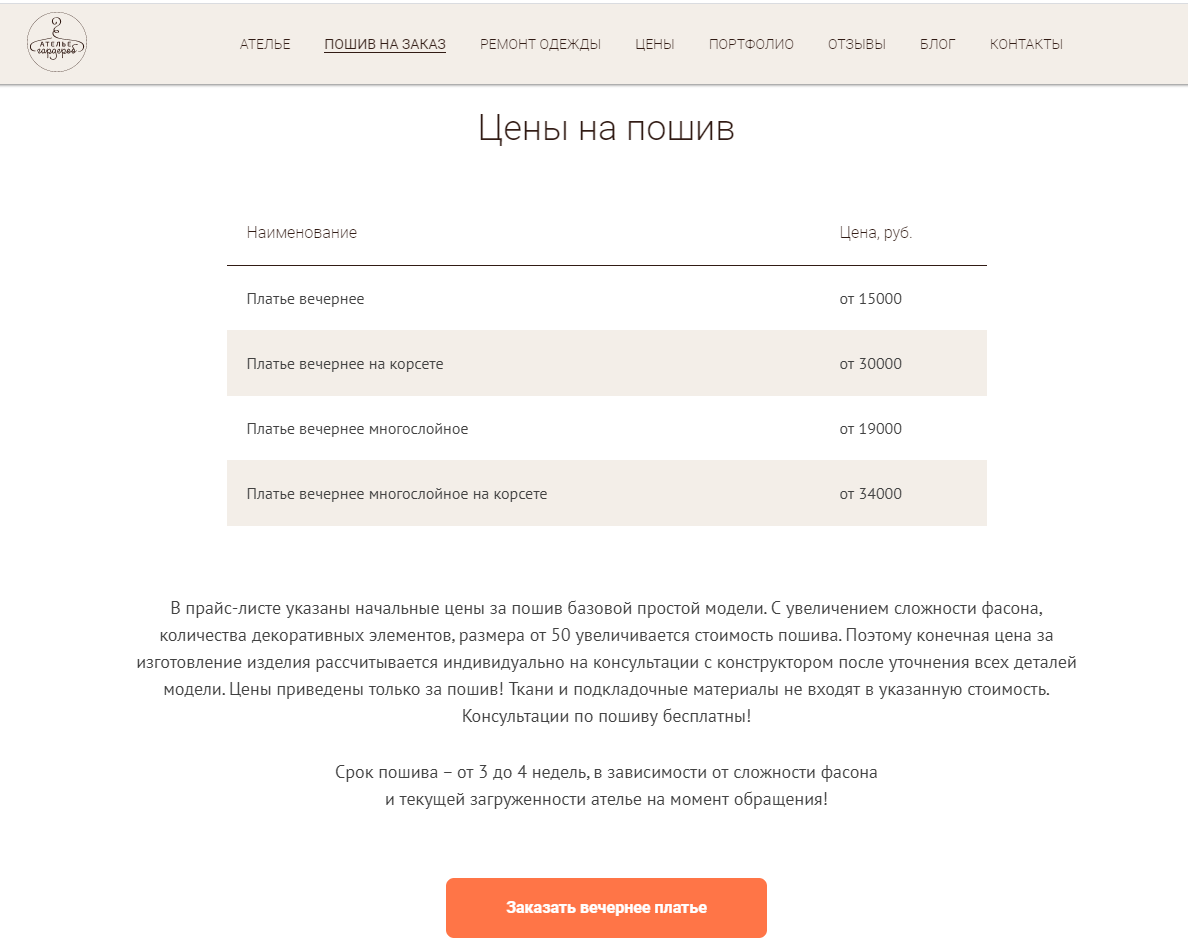 АТЕЛЬЕ
гардероб
АТЕЛЬЕ ПОШИВ НА ЗАКАЗ РЕМОНТ ОДЕЖДЫ ЦЕНЫ ПОРТФОЛИО ОТЗЫВЫ БЛОГ КОНТАКТЫ
Цены на пошив
Наименование Цена, руб.
Платье вечернее от 15000
Платье вечернее на корсете от 30000
Платье вечернее многослойное от 19000
Платье вечернее многослойное на корсете от 34000
В прайс-листе указаны начальные цены за пошив базовой простой модели. С увеличением сложности фасона,
количества декоративных элементов, размера от 50 увеличивается стоимость пошива. Поэтому конечная цена за
изготовление изделия рассчитывается индивидуально на консультации с конструктором после уточнения всех деталей
модели. Цены приведены только за пошив! Ткани и подкладочные материалы не входят в указанную стоимость.
Консультации по пошиву бесплатны!
Срок пошива – от 3 до 4 недель, в зависимости от сложности фасона
и текущей загруженности ателье на момент обращения!
Заказать вечернее платье